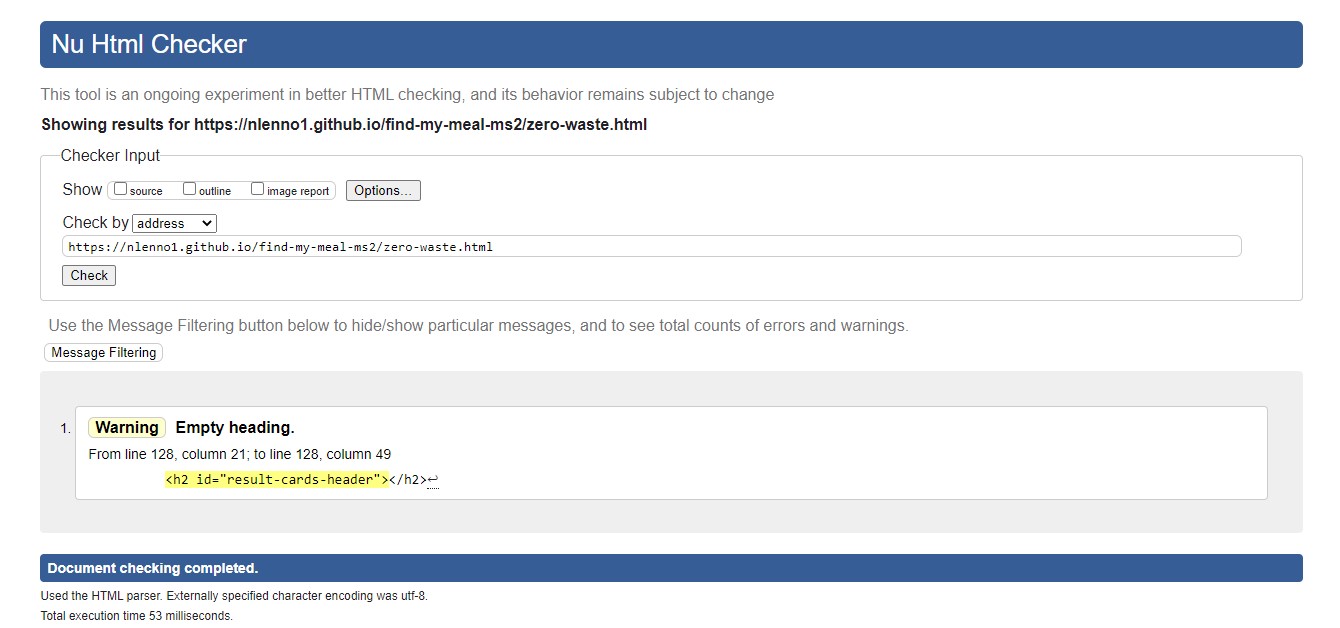 Nu Html Checker
This tool is an ongoing experiment in better HTML checking, and its behavior remains subject to change
Showing results for https://nlenno1.github.io/find-my-meal-ms2/zero-waste.html
Checker Input
Show source outline image report Options...
Check by address
https://nlenno1.github.io/find-my-meal-ms2/zero-waste.html
Check
Use the Message Filtering button below to hide/show particular messages, and to see total counts of errors and warnings.
Message Filtering
1. Warning Empty heading.
From line 128, column 21; to line 128, column 49
<h2 id="result-cards-header"></h2>↩
Document checking completed.
Used the HTML parser. Externally specified character encoding was utf-8.
Total execution time 53 milliseconds.